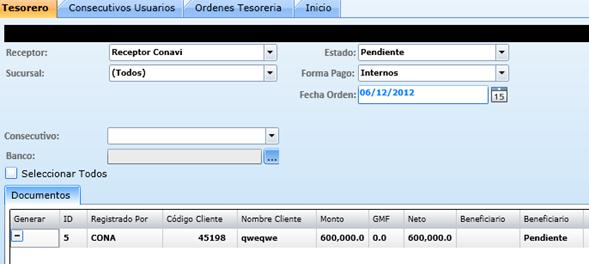 Tesorero Consecutivos Usuarios Ordenes Tesoreria Inicio
Receptor: Receptor Conavi Estado: Pendiente
Sucursal: (Todos) Forma Pago: Internos
Fecha Orden: 06/12/2012 15
Consecutivo:
Banco: ...
Seleccionar Todos
Documentos
Generar ID Registrado Por Código Cliente Nombre Cliente Monto GMF Neto Beneficiario Beneficiario
5 CONA 45198 qweqwe 600,000.0 0.0 600,000.0 Pendiente